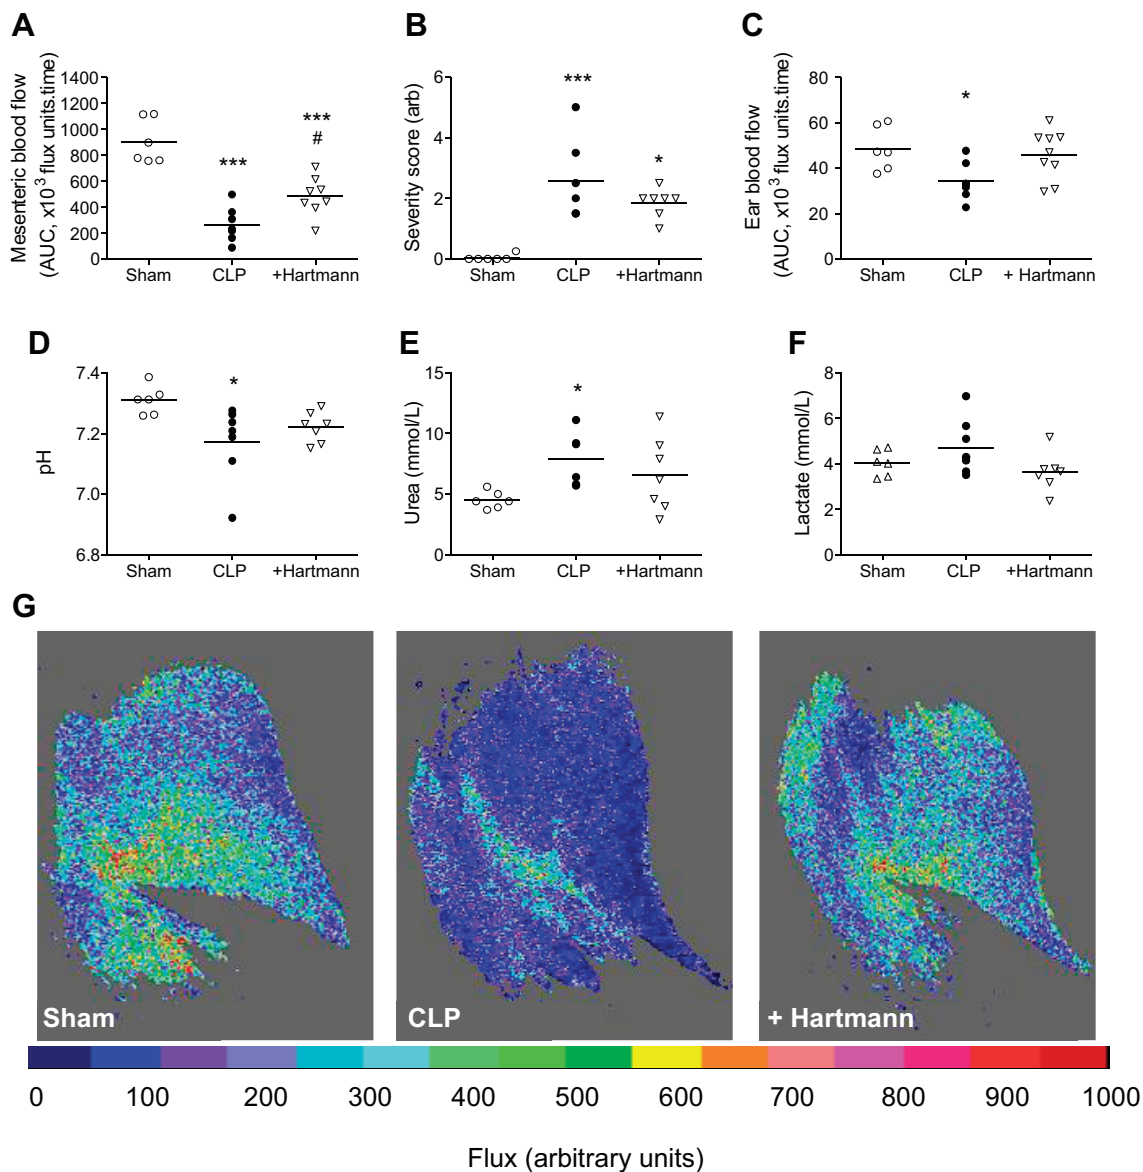 A
Mesenteric blood flow
(AUC, x10³ flux units.time)
1400
1200
1000
800
600
400
200
0
***
***
#
Sham CLP +Hartmann
B
Severity score (arb)
6
4
2
0
***
*
Sham CLP +Hartmann
C
Ear blood flow
(AUC, x10³ flux units.time)
80
60
40
20
0
*
Sham CLP + Hartmann
D
pH
7.4
7.2
7.0
6.8
*
Sham CLP +Hartmann
E
Urea (mmol/L)
15
10
5
0
*
Sham CLP +Hartmann
F
Lactate (mmol/L)
8
6
4
2
0
Sham CLP +Hartmann
G
Sham CLP + Hartmann
0 100 200 300 400 500 600 700 800 900 1000
Flux (arbitrary units)